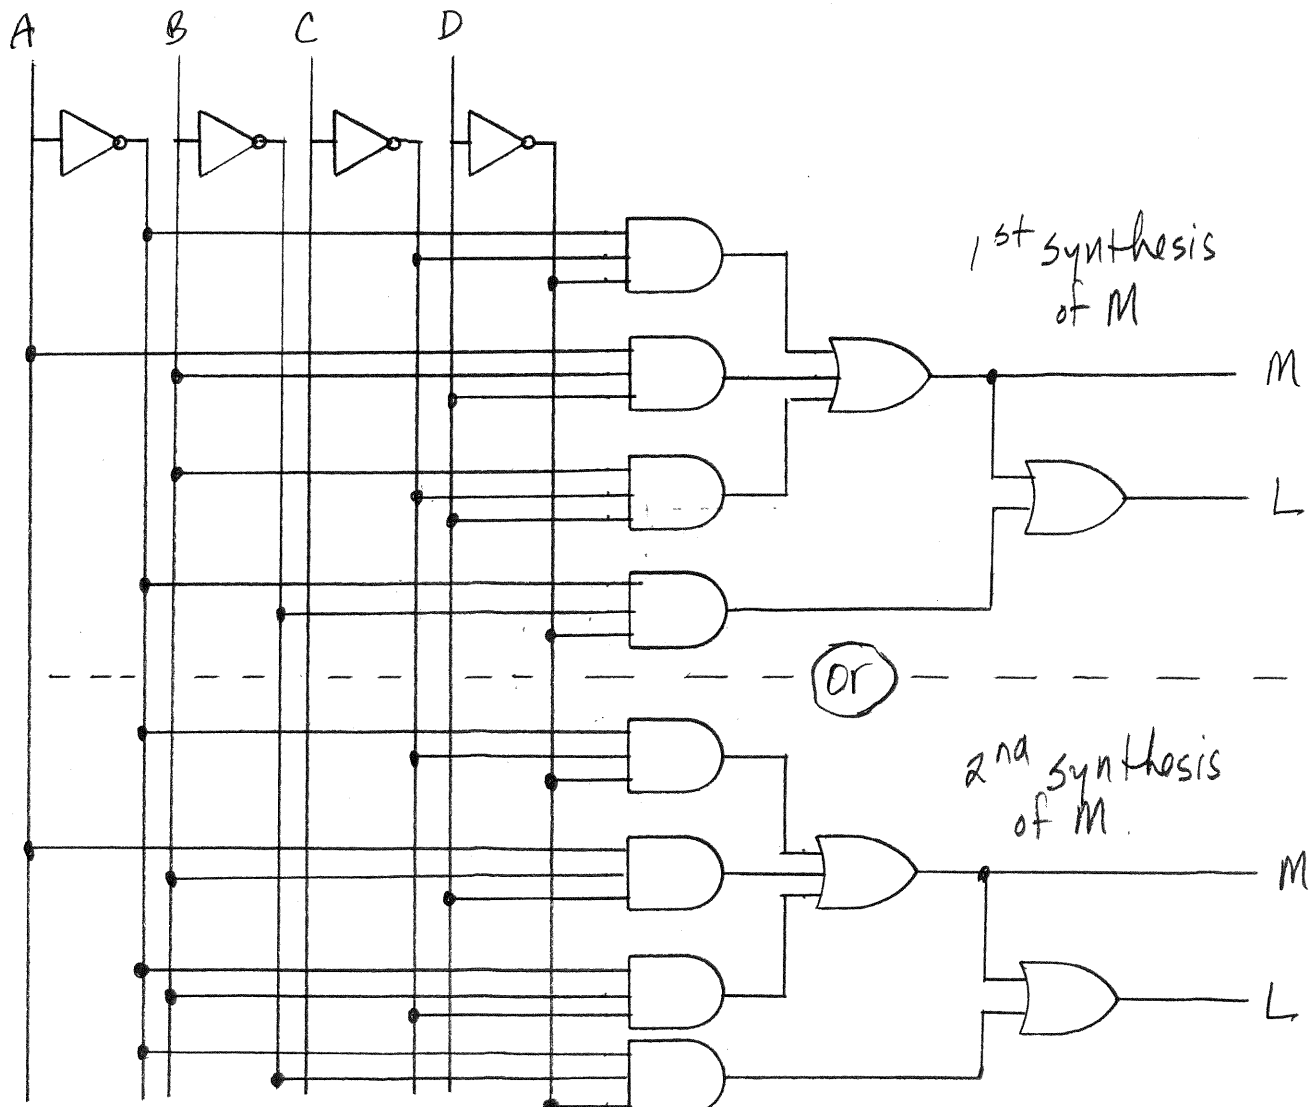 A B C D
1st synthesis
of M
M
L
or
2nd synthesis
of M.
M
L